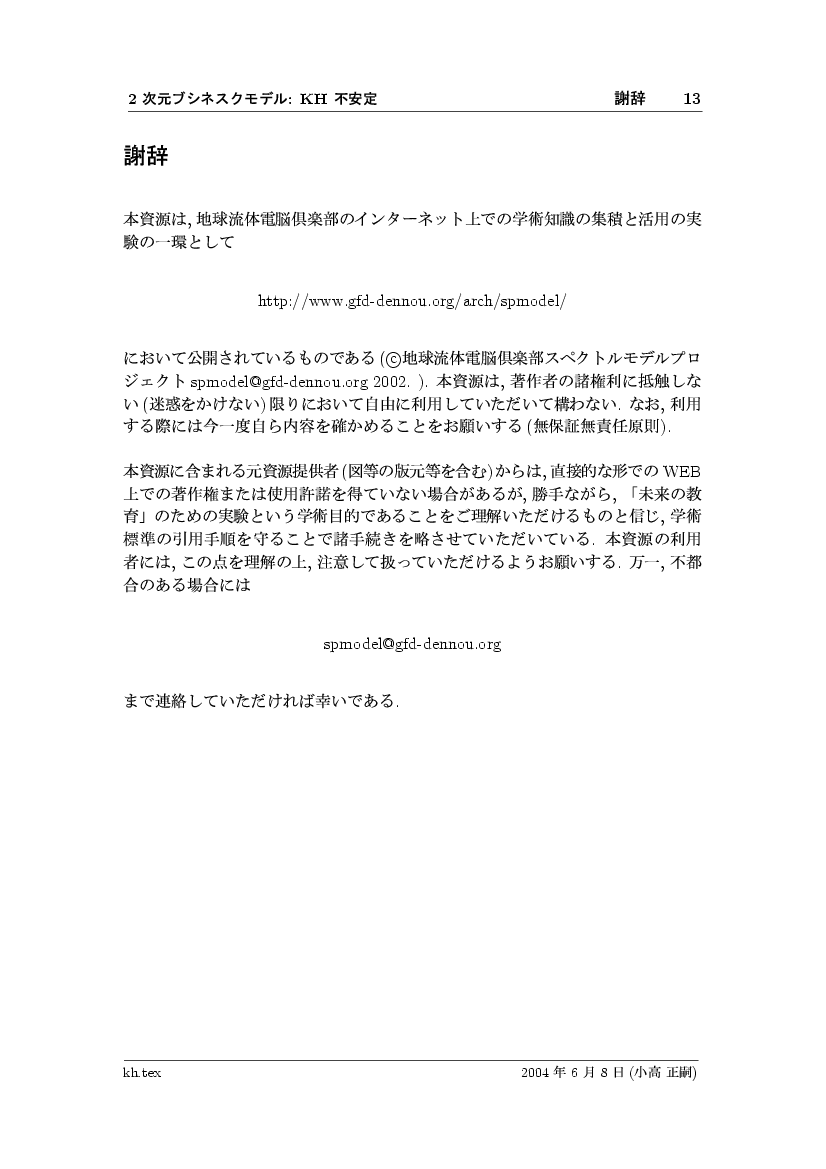 2 次元ブシネスクモデル: KH 不安定 謝辞 13
謝辞
本資源は, 地球流体電脳倶楽部のインターネット上での学術知識の集積と活用の実
験の一環として
http://www.gfd-dennou.org/arch/spmodel/
において公開されているものである (©地球流体電脳倶楽部スペクトルモデルプロ
ジェクト spmodel@gfd-dennou.org 2002. ). 本資源は, 著作者の諸権利に抵触しな
い (迷惑をかけない) 限りにおいて自由に利用していただいて構わない. なお, 利用
する際には今一度自ら内容を確かめることをお願いする (無保証無責任原則).
本資源に含まれる元資源提供者 (図等の版元等を含む) からは, 直接的な形での WEB
上での著作権または使用許諾を得ていない場合があるが, 勝手ながら, 「未来の教
育」のための実験という学術目的であることをご理解いただけるものと信じ, 学術
標準の引用手順を守ることで諸手続きを略させていただいている. 本資源の利用
者には, この点を理解の上, 注意して扱っていただけるようお願いする. 万一, 不都
合のある場合には
spmodel@gfd-dennou.org
まで連絡していただければ幸いである.
kh.tex 2004 年 6 月 8 日 (小高 正嗣)